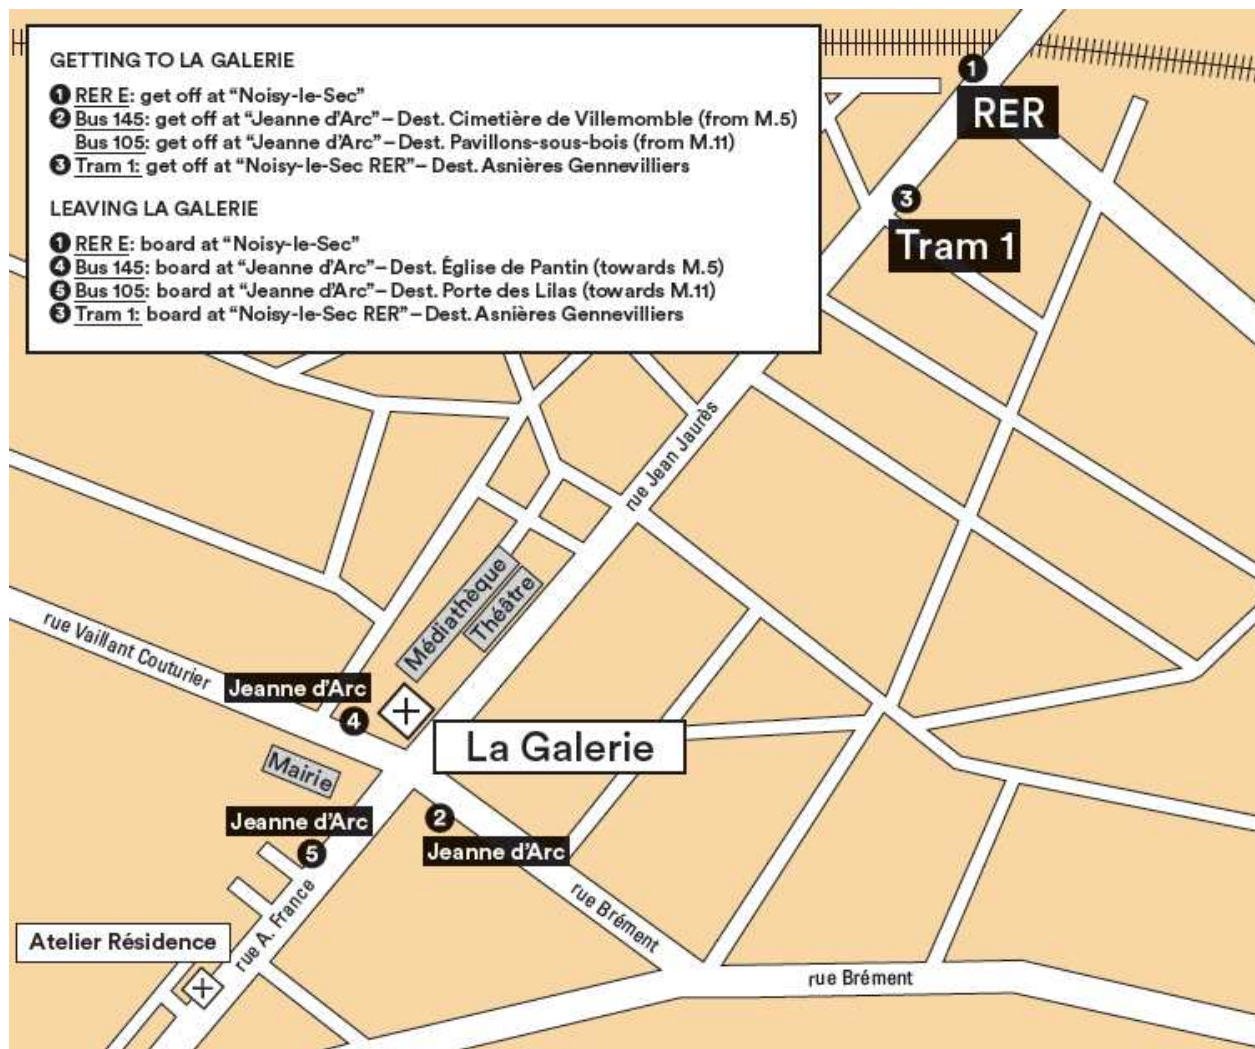 GETTING TO LA GALERIE
1 RER E: get off at “Noisy-le-Sec”
2 Bus 145: get off at “Jeanne d’Arc” – Dest. Cimetière de Villemomble (from M.5)
Bus 105: get off at “Jeanne d’Arc” – Dest. Pavillons-sous-bois (from M.11)
3 Tram 1: get off at “Noisy-le-Sec RER” – Dest. Asnières Gennevilliers
LEAVING LA GALERIE
1 RER E: board at “Noisy-le-Sec”
4 Bus 145: board at “Jeanne d’Arc” – Dest. Église de Pantin (towards M.5)
5 Bus 105: board at “Jeanne d’Arc” – Dest. Porte des Lilas (towards M.11)
3 Tram 1: board at “Noisy-le-Sec RER” – Dest. Asnières Gennevilliers
1
RER
3
Tram 1
rue Jean Jaurès
Médiathèque
Théâtre
rue Vaillant Couturier
Jeanne d’Arc
4
La Galerie
Mairie
Jeanne d’Arc
5
2
Jeanne d’Arc
rue Brément
rue A. France
Atelier Résidence
rue Brément